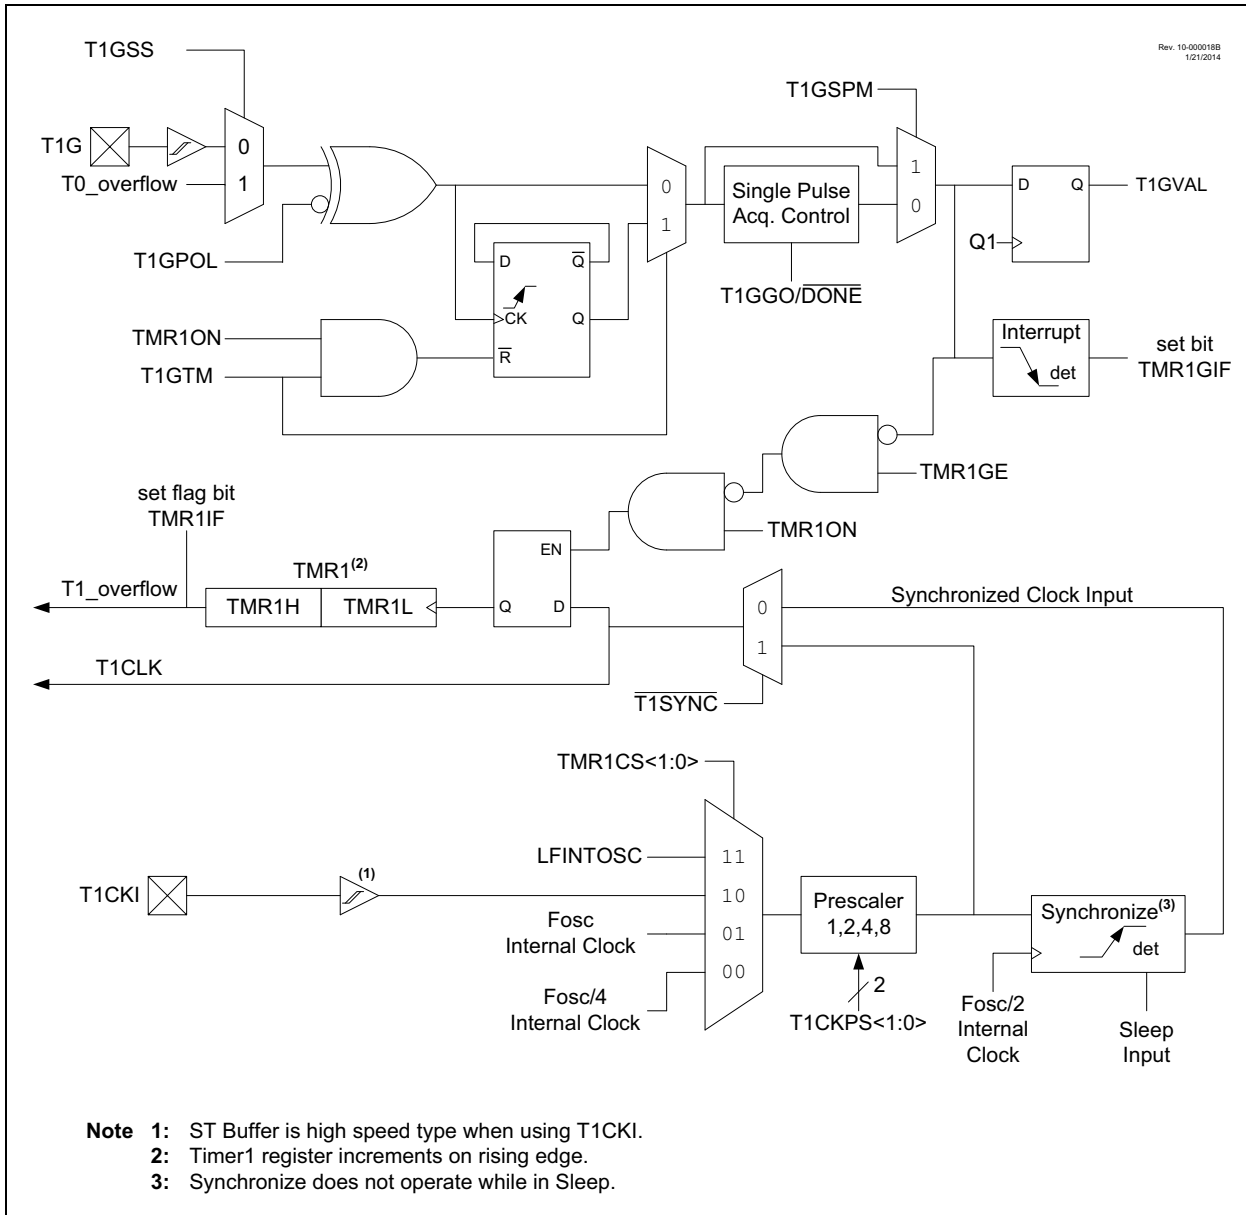 T1GSS
Rev. 10-000018B
1/21/2014
T1GSPM
T1G
0
T0_overflow
1
T1GPOL
0
1
D
Q̅
CK
Q
R̅
Single Pulse
Acq. Control
1
0
D
Q
T1GVAL
Q1
T1GGO/D̅O̅N̅E̅
TMR1ON
T1GTM
Interrupt
det
set bit
TMR1GIF
TMR1GE
TMR1ON
set flag bit
TMR1IF
EN
TMR1(2)
T1_overflow
TMR1H
TMR1L
Q
D
0
1
Synchronized Clock Input
T1CLK
T̅1̅S̅Y̅N̅C̅
TMR1CS<1:0>
LFINTOSC
11
T1CKI
(1)
10
Fosc
Internal Clock
01
Fosc/4
Internal Clock
00
Prescaler
1,2,4,8
2
T1CKPS<1:0>
Synchronize(3)
det
Fosc/2
Internal
Clock
Sleep
Input
Note 1: ST Buffer is high speed type when using T1CKI.
2: Timer1 register increments on rising edge.
3: Synchronize does not operate while in Sleep.